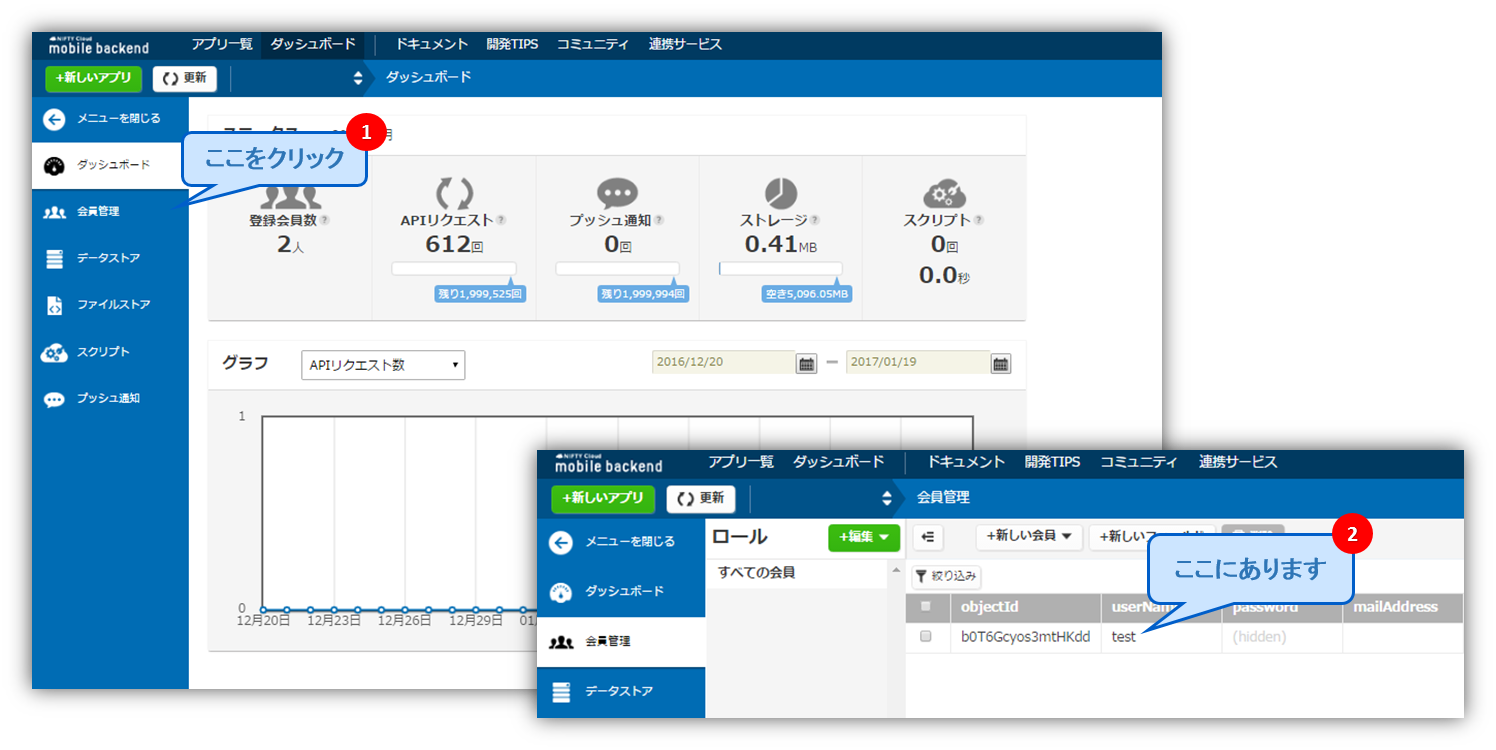 NIFTY Cloud
mobile backend
アプリ一覧 ダッシュボード ドキュメント 開発TIPS コミュニティ 連携サービス
+新しいアプリ 更新 ダッシュボード
メニューを閉じる
ダッシュボード
会員管理
データストア
ファイルストア
スクリプト
プッシュ通知
1
ここをクリック
月
登録会員数 ?
2人
APIリクエスト ?
612回
残り1,999,525回
プッシュ通知 ?
0回
残り1,999,994回
ストレージ ?
0.41MB
空き5,096.05MB
スクリプト ?
0回
0.0秒
グラフ APIリクエスト数 2016/12/20 ー 2017/01/19
1
0
12月20日 12月23日 12月26日 12月29日
NIFTY Cloud
mobile backend
アプリ一覧 ダッシュボード ドキュメント 開発TIPS コミュニティ 連携サービス
+新しいアプリ 更新 会員管理
メニューを閉じる
ダッシュボード
会員管理
データストア
ロール +編集
すべての会員
+新しい会員
2
ここにあります
絞り込み
objectId userNam password mailAddress
b0T6Gcyos3mtHKdd test (hidden)